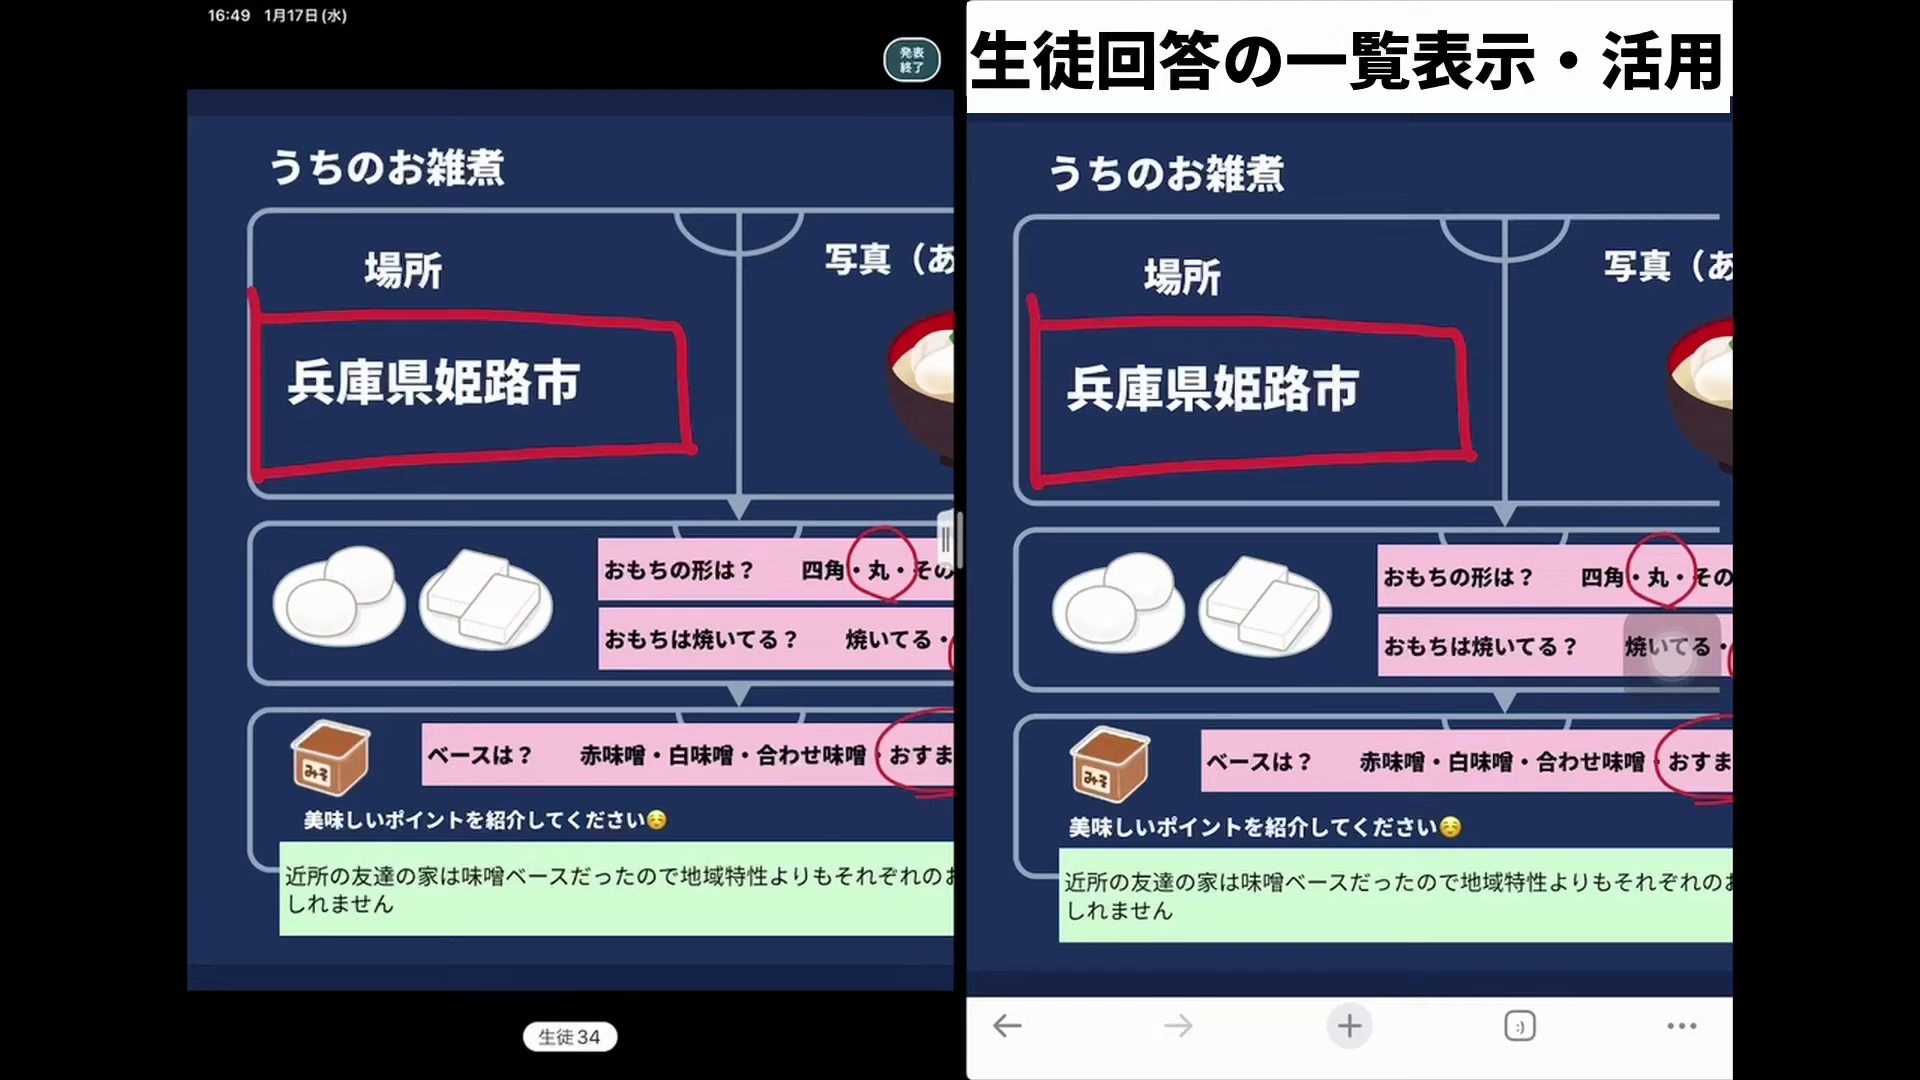 16:49 1月17日(水)
発表
終了
うちのお雑煮
場所
写真（あ
兵庫県姫路市
おもちの形は？ 四角・丸・その
おもちは焼いてる？ 焼いてる・
みそ
ベースは？ 赤味噌・白味噌・合わせ味噌・おすま
美味しいポイントを紹介してください☺️
近所の友達の家は味噌ベースだったので地域特性よりもそれぞれのお
しれません
生徒34
生徒回答の一覧表示・活用
うちのお雑煮
場所
写真（あ
兵庫県姫路市
おもちの形は？ 四角・丸・その
おもちは焼いてる？ 焼いてる・
みそ
ベースは？ 赤味噌・白味噌・合わせ味噌・おすま
美味しいポイントを紹介してください☺️
近所の友達の家は味噌ベースだったので地域特性よりもそれぞれのお
しれません
:)